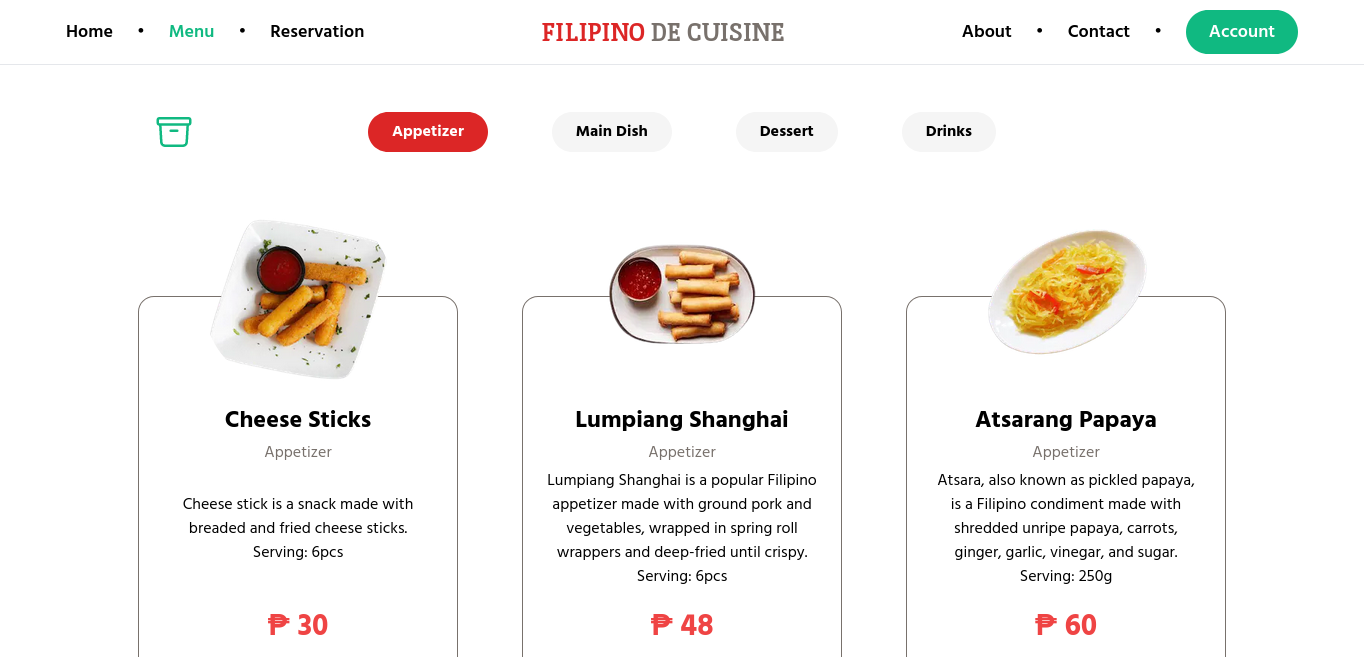 Home • Menu • Reservation FILIPINO DE CUISINE About • Contact • Account
Appetizer Main Dish Dessert Drinks
Cheese Sticks
Appetizer
Cheese stick is a snack made with
breaded and fried cheese sticks.
Serving: 6pcs
₱ 30
Lumpiang Shanghai
Appetizer
Lumpiang Shanghai is a popular Filipino
appetizer made with ground pork and
vegetables, wrapped in spring roll
wrappers and deep-fried until crispy.
Serving: 6pcs
₱ 48
Atsarang Papaya
Appetizer
Atsara, also known as pickled papaya,
is a Filipino condiment made with
shredded unripe papaya, carrots,
ginger, garlic, vinegar, and sugar.
Serving: 250g
₱ 60